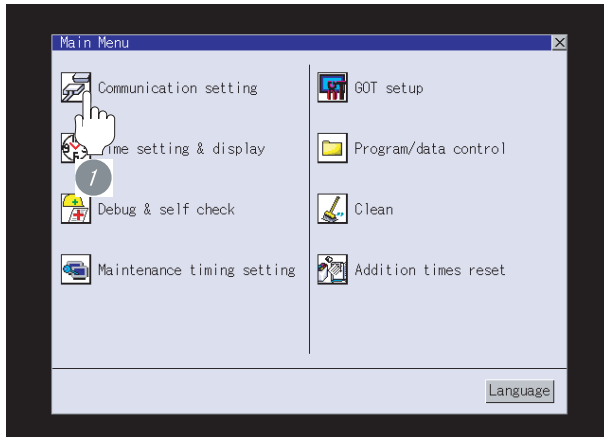 Main Menu
Communication setting
GOT setup
ime setting & display
Program/data control
1
Debug & self check
Clean
Maintenance timing setting
Addition times reset
Language